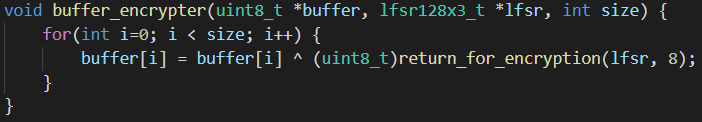 void buffer_encrypter(uint8_t *buffer, lfsr128x3_t *lfsr, int size) {
    for(int i=0; i < size; i++) {
        buffer[i] = buffer[i] ^ (uint8_t)return_for_encryption(lfsr, 8);
    }
}